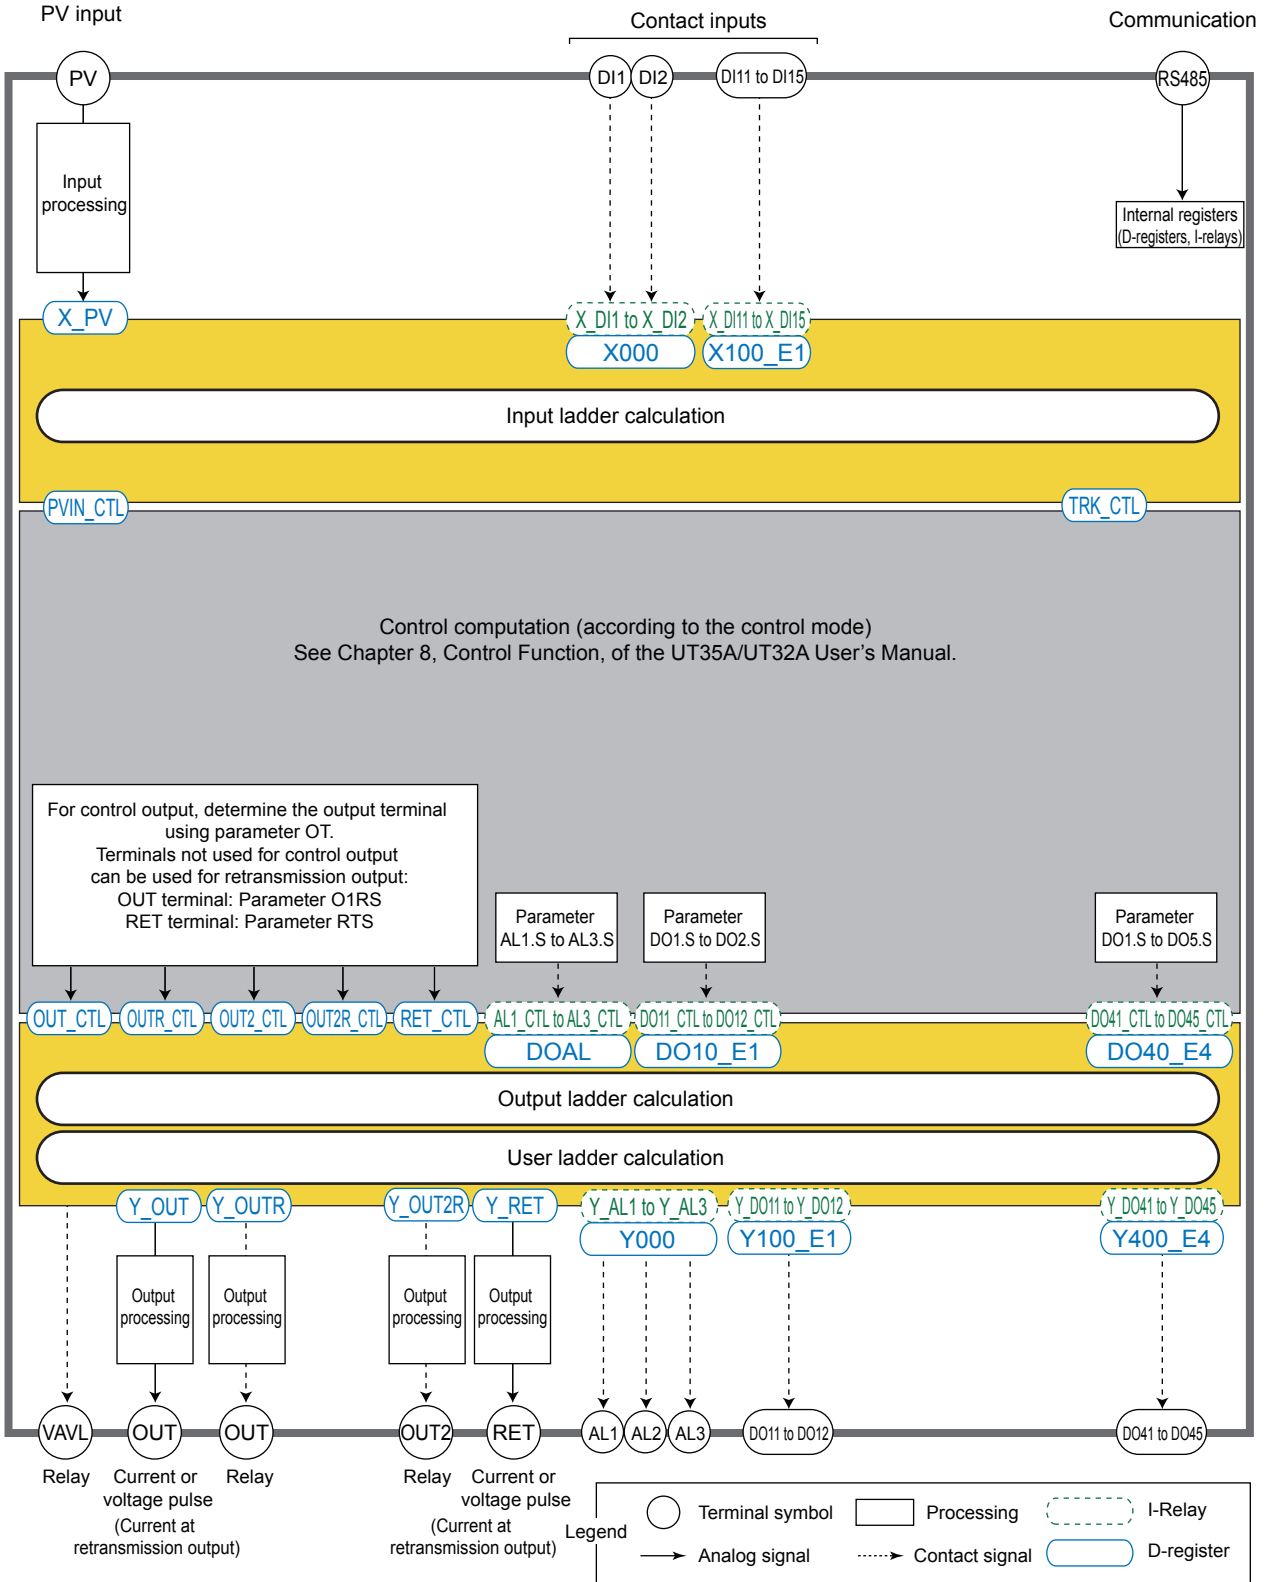 PV input
Contact inputs
Communication
PV
DI1
DI2
DI11 to DI15
RS485
Input
processing
Internal registers
(D-registers, I-relays)
X_PV
X_DI1 to X_DI2
X_DI11 to X_DI15
X000
X100_E1
Input ladder calculation
PVIN_CTL
TRK_CTL
Control computation (according to the control mode)
See Chapter 8, Control Function, of the UT35A/UT32A User's Manual.
For control output, determine the output terminal
using parameter OT.
Terminals not used for control output
can be used for retransmission output:
OUT terminal: Parameter O1RS
RET terminal: Parameter RTS
Parameter
AL1.S to AL3.S
Parameter
DO1.S to DO2.S
Parameter
DO1.S to DO5.S
OUT_CTL
OUTR_CTL
OUT2_CTL
OUT2R_CTL
RET_CTL
AL1_CTL to AL3_CTL
DO11_CTL to DO12_CTL
DO41_CTL to DO45_CTL
DOAL
DO10_E1
DO40_E4
Output ladder calculation
User ladder calculation
Y_OUT
Y_OUTR
Y_OUT2R
Y_RET
Y_AL1 to Y_AL3
Y_DO11 to Y_DO12
Y_DO41 to Y_DO45
Y000
Y100_E1
Y400_E4
Output
processing
Output
processing
Output
processing
Output
processing
VAVL
OUT
OUT
OUT2
RET
AL1
AL2
AL3
DO11 to DO12
DO41 to DO45
Relay
Current or
voltage pulse
(Current at
retransmission output)
Relay
Relay
Current or
voltage pulse
(Current at
retransmission output)
Legend
Terminal symbol
Processing
I-Relay
Analog signal
Contact signal
D-register